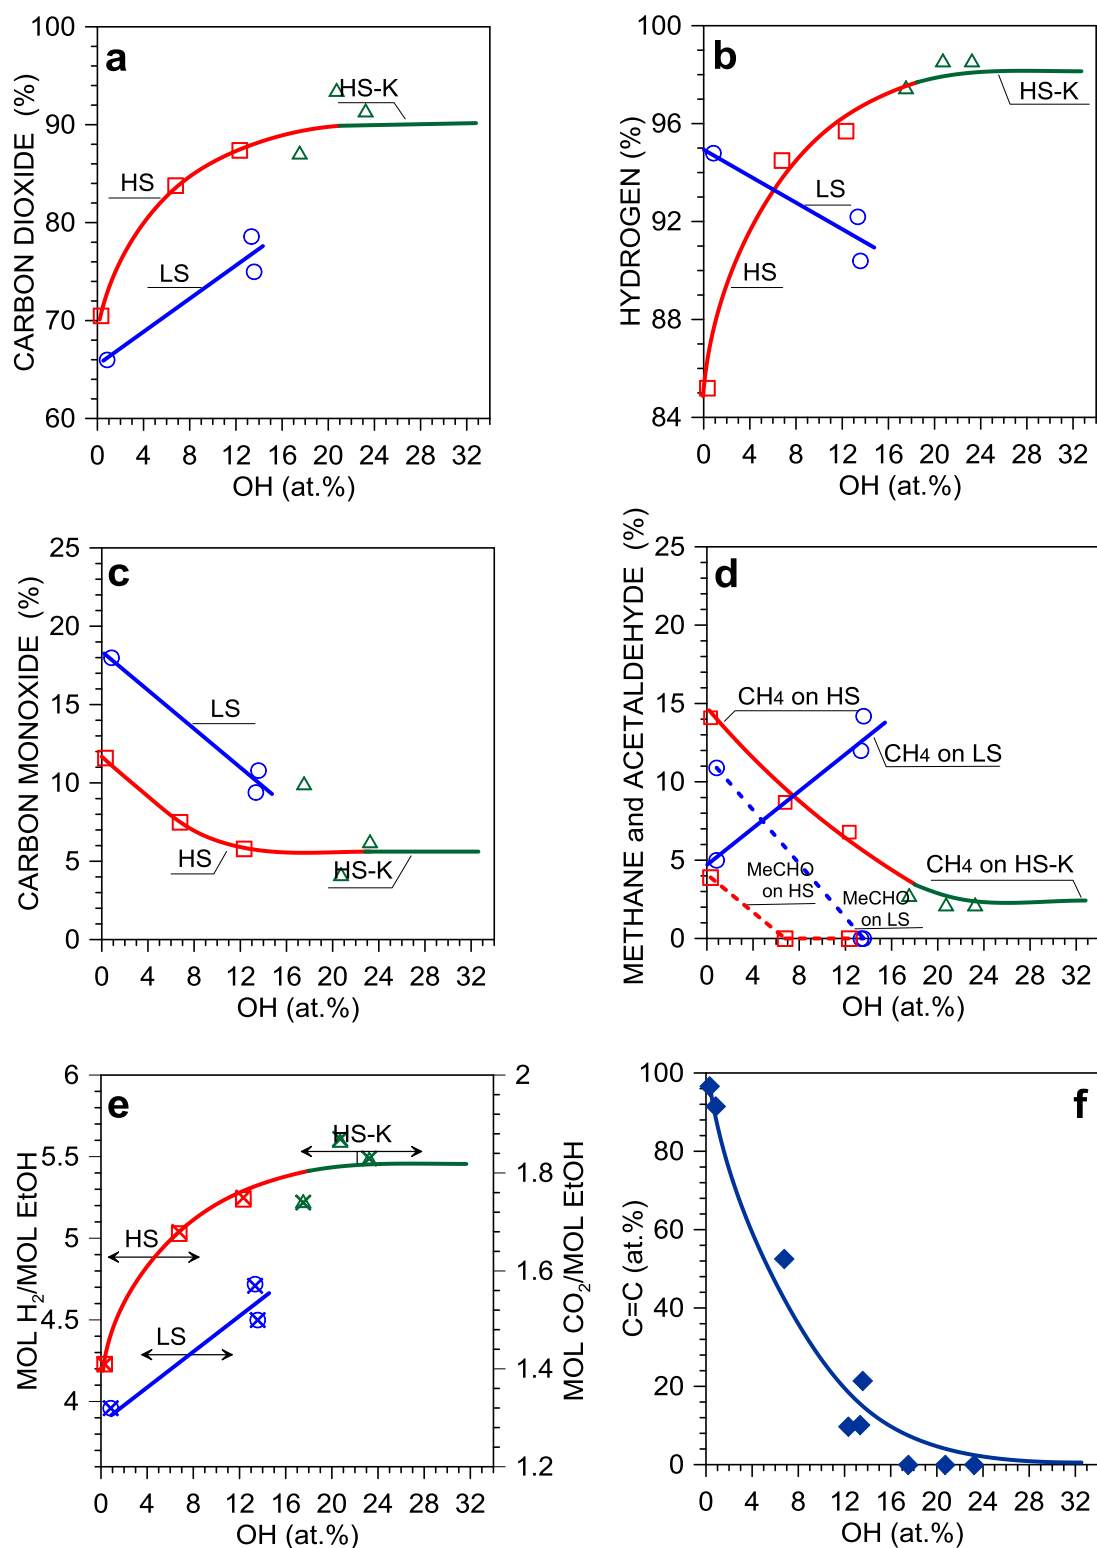 a
CARBON DIOXIDE (%)
100
90
80
70
60
HS-K
HS
LS
0 4 8 12 16 20 24 28 32
OH (at.%)
b
HYDROGEN (%)
100
96
92
88
84
HS-K
LS
HS
0 4 8 12 16 20 24 28 32
OH (at.%)
c
CARBON MONOXIDE (%)
25
20
15
10
5
0
LS
HS
HS-K
0 4 8 12 16 20 24 28 32
OH (at.%)
d
METHANE and ACETALDEHYDE (%)
25
20
15
10
5
0
CH4 on HS
CH4 on LS
CH4 on HS-K
MeCHO
on HS
MeCHO
on LS
0 4 8 12 16 20 24 28 32
OH (at.%)
e
MOL H2/MOL EtOH
6
5.5
5
4.5
4
HS-K
HS
LS
2
1.8
1.6
1.4
1.2
MOL CO2/MOL EtOH
0 4 8 12 16 20 24 28 32
OH (at.%)
f
C=C (at.%)
100
80
60
40
20
0
0 4 8 12 16 20 24 28 32
OH (at.%)